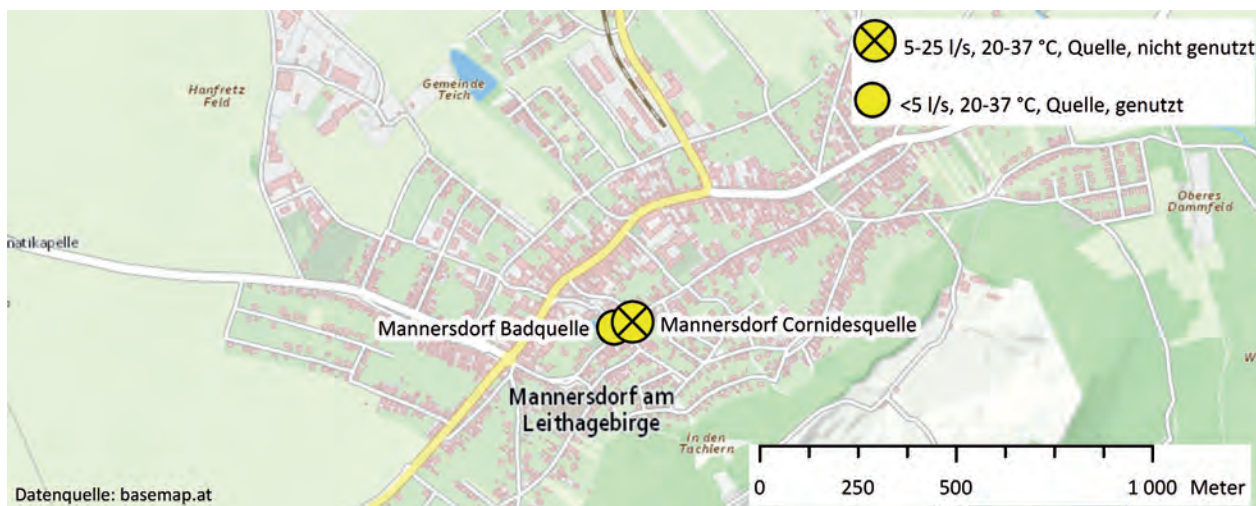 5-25 l/s, 20-37 °C, Quelle, nicht genutzt
<5 l/s, 20-37 °C, Quelle, genutzt
Hanfretz
Feld
Gemeinde
Teich
Oberes
Dammfeld
natikapelle
Mannersdorf Badquelle
Mannersdorf Cornidesquelle
W
Mannersdorf am
Leithagebirge
In den
Tachlern
0 250 500 1 000 Meter
Datenquelle: basemap.at